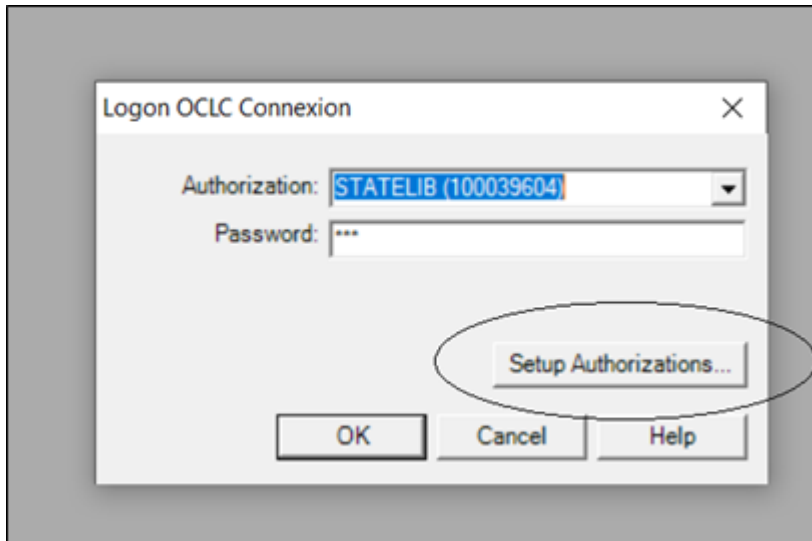 Logon OCLC Connexion
Authorization: STATELIB (100039604)
Password: ***
Setup Authorizations...
OK Cancel Help